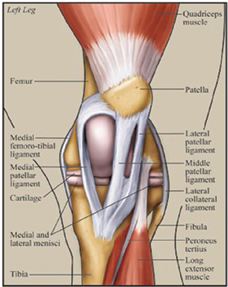 Left Leg
Quadriceps
muscle
Femur
Patella
Medial
femoro-tibial
ligament
Medial
patellar
ligament
Cartilage
Medial and
lateral menisci
Tibia
Lateral
patellar
ligament
Middle
patellar
ligament
Lateral
collateral
ligament
Fibula
Peroneus
tertius
Long
extensor
muscle